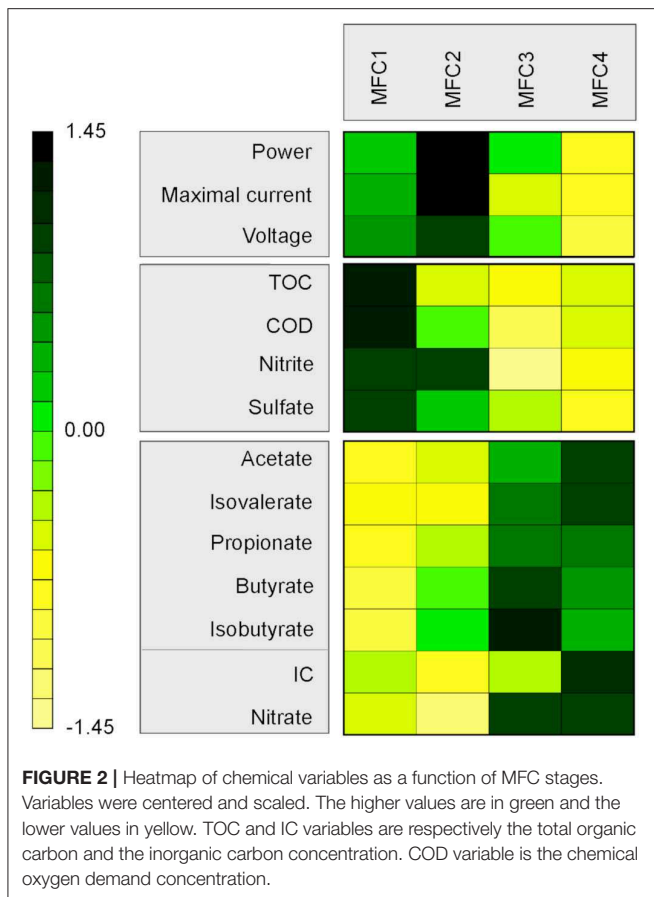 MFC1
MFC2
MFC3
MFC4
1.45
0.00
-1.45
Power
Maximal current
Voltage
TOC
COD
Nitrite
Sulfate
Acetate
Isovalerate
Propionate
Butyrate
Isobutyrate
IC
Nitrate
FIGURE 2 | Heatmap of chemical variables as a function of MFC stages.
Variables were centered and scaled. The higher values are in green and the
lower values in yellow. TOC and IC variables are respectively the total organic
carbon and the inorganic carbon concentration. COD variable is the chemical
oxygen demand concentration.